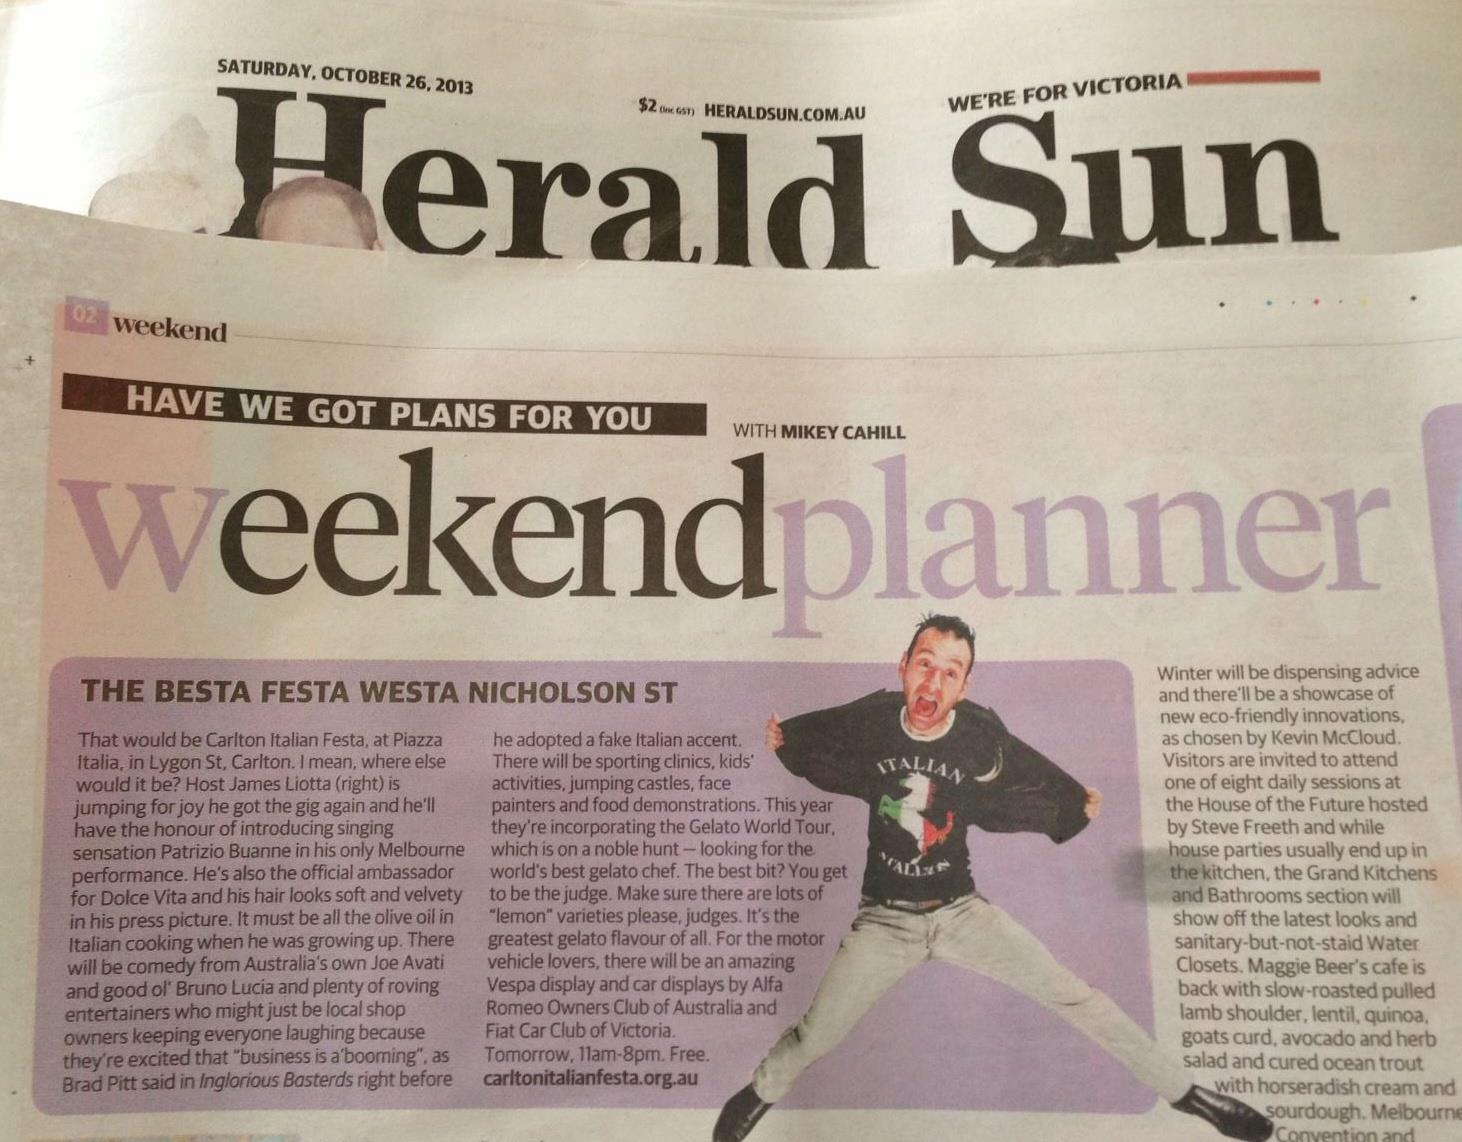 SATURDAY, OCTOBER 26, 2013
$2 (inc GST) HERALDSUN.COM.AU
WE'RE FOR VICTORIA
Herald Sun
02 weekend
HAVE WE GOT PLANS FOR YOU
WITH MIKEY CAHILL
weekendplanner
THE BESTA FESTA WESTA NICHOLSON ST
That would be Carlton Italian Festa, at Piazza
Italia, in Lygon St, Carlton. I mean, where else
would it be? Host James Liotta (right) is
jumping for joy he got the gig again and he'll
have the honour of introducing singing
sensation Patrizio Buanne in his only Melbourne
performance. He's also the official ambassador
for Dolce Vita and his hair looks soft and velvety
in his press picture. It must be all the olive oil in
Italian cooking when he was growing up. There
will be comedy from Australia's own Joe Avati
and good ol' Bruno Lucia and plenty of roving
entertainers who might just be local shop
owners keeping everyone laughing because
they're excited that "business is a'booming", as
Brad Pitt said in Inglorious Basterds right before
he adopted a fake Italian accent.
There will be sporting clinics, kids'
activities, jumping castles, face
painters and food demonstrations. This year
they're incorporating the Gelato World Tour,
which is on a noble hunt — looking for the
world's best gelato chef. The best bit? You get
to be the judge. Make sure there are lots of
"lemon" varieties please, judges. It's the
greatest gelato flavour of all. For the motor
vehicle lovers, there will be an amazing
Vespa display and car displays by Alfa
Romeo Owners Club of Australia and
Fiat Car Club of Victoria.
Tomorrow, 11am-8pm. Free.
carltonitalianfesta.org.au
ITALIAN
STALLION
Winter will be dispensing advice
and there'll be a showcase of
new eco-friendly innovations,
as chosen by Kevin McCloud.
Visitors are invited to attend
one of eight daily sessions at
the House of the Future hosted
by Steve Freeth and while
house parties usually end up in
the kitchen, the Grand Kitchens
and Bathrooms section will
show off the latest looks and
sanitary-but-not-staid Water
Closets. Maggie Beer's cafe is
back with slow-roasted pulled
lamb shoulder, lentil, quinoa,
goats curd, avocado and herb
salad and cured ocean trout
with horseradish cream and
sourdough. Melbourne
Convention and